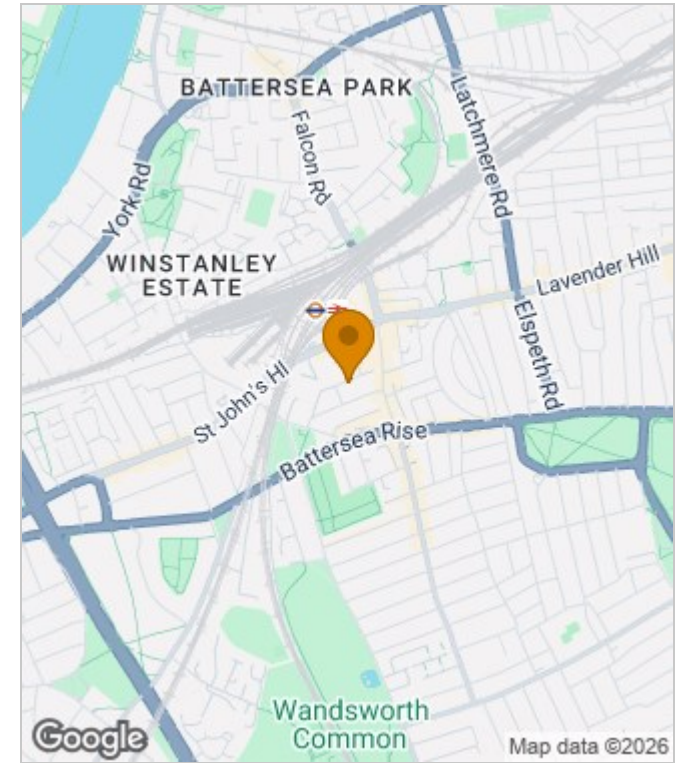 BATTERSEA PARK
Falcon Rd
Latchmere Rd
York Rd
WINSTANLEY
ESTATE
Lavender Hill
Elspeth Rd
St John's Hl
Battersea Rise
Wandsworth
Common
Google
Map data ©2026